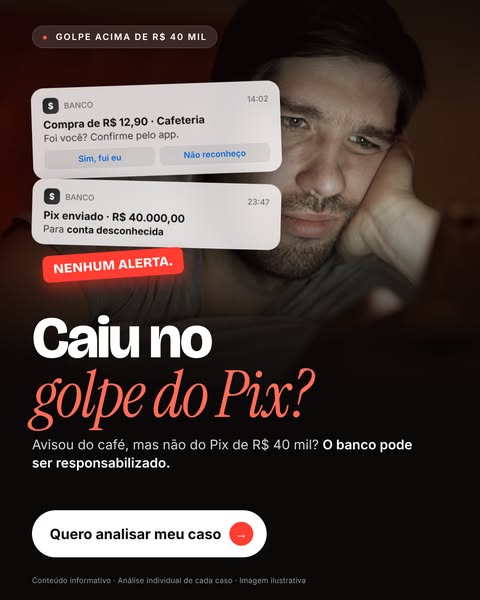 GOLPE ACIMA DE R$ 40 MIL
$ BANCO 14:02
Compra de R$ 12,90 · Cafeteria
Foi você? Confirme pelo app.
Sim, fui eu Não reconheço
$ BANCO 23:47
Pix enviado · R$ 40.000,00
Para conta desconhecida
NENHUM ALERTA.
Caiu no
golpe do Pix?
Avisou do café, mas não do Pix de R$ 40 mil? O banco pode
ser responsabilizado.
Quero analisar meu caso →
Conteúdo informativo · Análise individual de cada caso · Imagem ilustrativa